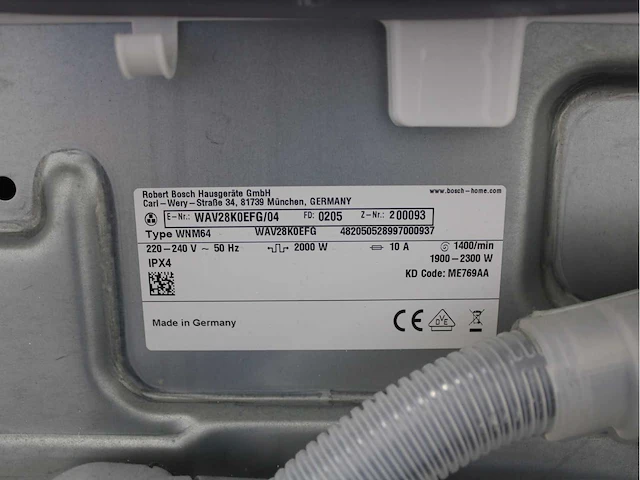 Robert Bosch Hausgeräte GmbH
www.bosch-home.com
Carl-Wery-Straße 34, 81739 München, GERMANY
E-Nr.: WAV28K0EFG/04 FD: 0205 Z-Nr.: 200093
Type WNM64 WAV28K0EFG 482050528997000937
220-240 V ~ 50 Hz 2000 W 10 A 1400/min
1900-2300 W
IPX4
KD Code: ME769AA
Made in Germany
CE VDE